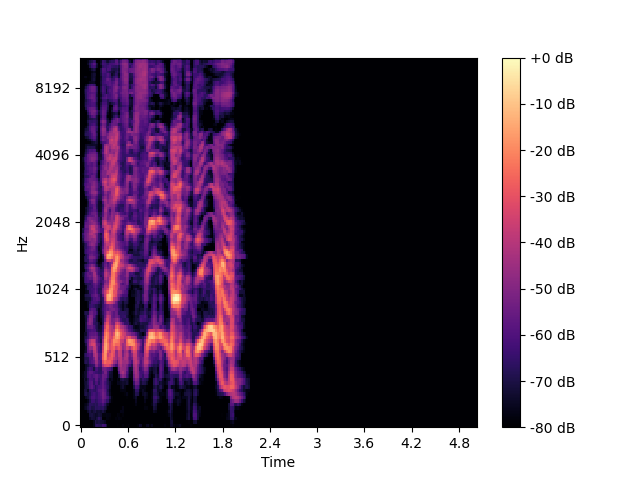 8192
4096
2048
1024
512
0
Hz
0 0.6 1.2 1.8 2.4 3 3.6 4.2 4.8
Time
+0 dB
-10 dB
-20 dB
-30 dB
-40 dB
-50 dB
-60 dB
-70 dB
-80 dB